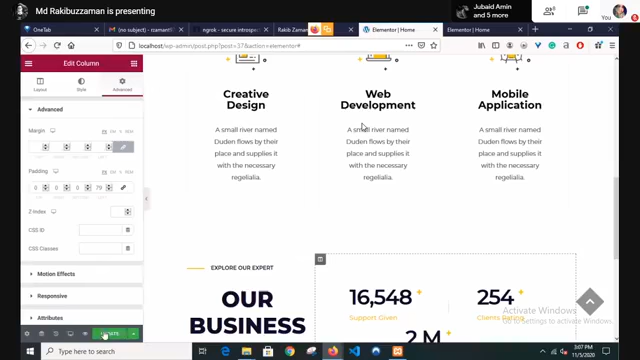 Md Rakibuzzaman is presenting
Jubaid Amin
and 5 more
OneTab
(no subject) - rzamant
ngrok - secure introspe
Rakib Zaman
Elementor | Home
Elementor | Home
localhost/wp-admin/post.php?post=37&action=elementor#
Edit Column
Layout
Style
Advanced
Advanced
Margin
Padding
0 0 0 79
Z-Index
CSS ID
CSS Classes
Motion Effects
Responsive
Attributes
UPDATE
Creative
Design
A small river named
Duden flows by their
place and supplies it
with the necessary
regelialia.
Web
Development
A small river named
Duden flows by their
place and supplies it
with the necessary
regelialia.
Mobile
Application
A small river named
Duden flows by their
place and supplies it
with the necessary
regelialia.
EXPLORE OUR EXPERT
OUR
BUSINESS
16,548
Support Given
254
Clients Rating
2 M
Activate Windows
Go to Settings to activate Windows.
Type here to search
3:07 PM
11/5/2020